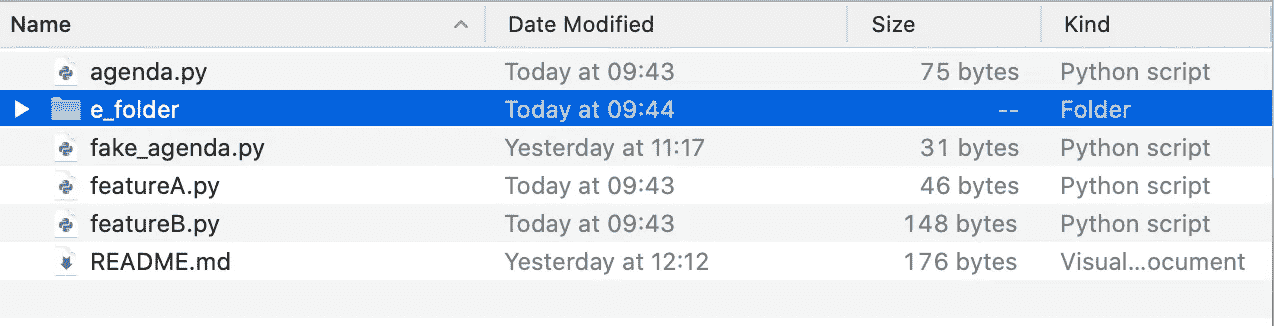 Name Date Modified Size Kind
agenda.py Today at 09:43 75 bytes Python script
e_folder Today at 09:44 -- Folder
fake_agenda.py Yesterday at 11:17 31 bytes Python script
featureA.py Today at 09:43 46 bytes Python script
featureB.py Today at 09:43 148 bytes Python script
README.md Yesterday at 12:12 176 bytes Visual...ocument